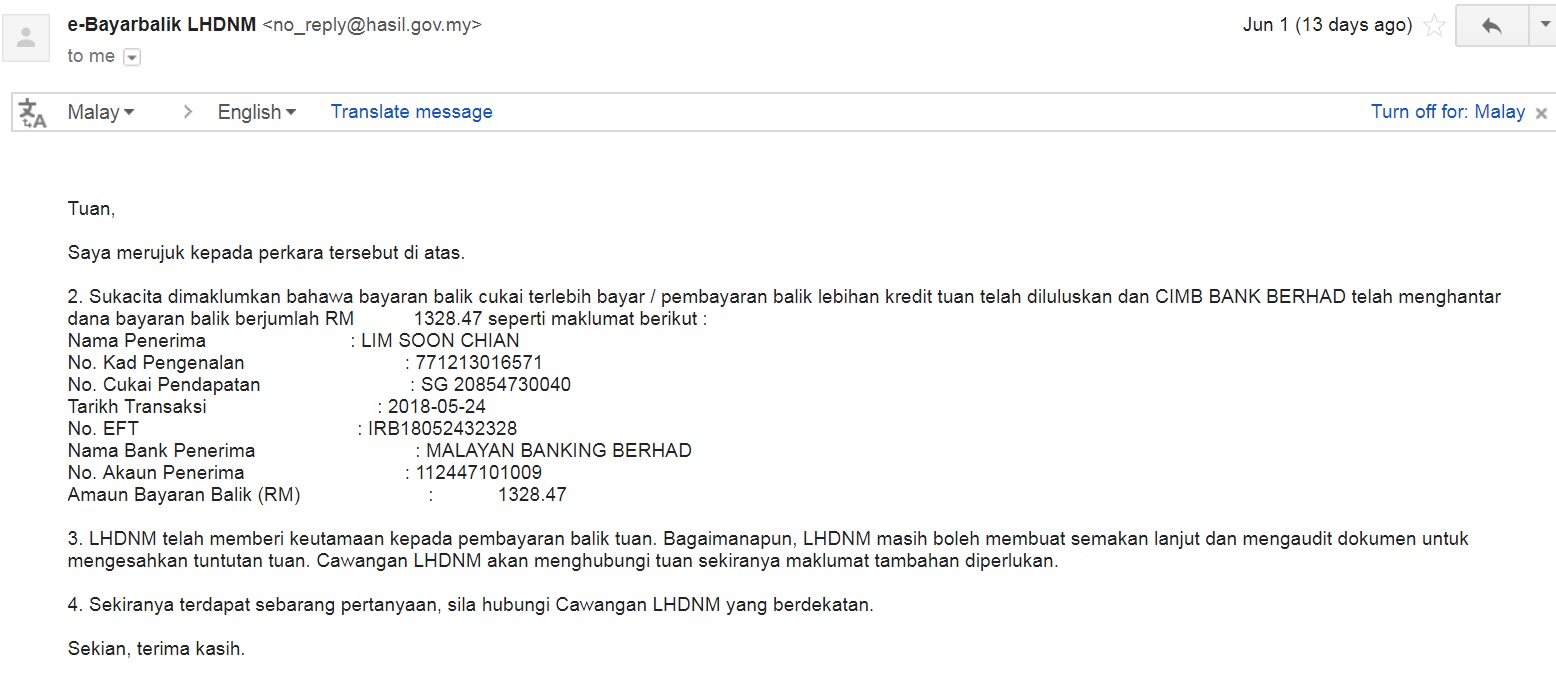 e-Bayarbalik LHDNM <no_reply@hasil.gov.my>
Jun 1 (13 days ago)
to me
Malay > English Translate message
Turn off for: Malay x
Tuan,
Saya merujuk kepada perkara tersebut di atas.
2. Sukacita dimaklumkan bahawa bayaran balik cukai terlebih bayar / pembayaran balik lebihan kredit tuan telah diluluskan dan CIMB BANK BERHAD telah menghantar
dana bayaran balik berjumlah RM 1328.47 seperti maklumat berikut :
Nama Penerima : LIM SOON CHIAN
No. Kad Pengenalan : 771213016571
No. Cukai Pendapatan : SG 20854730040
Tarikh Transaksi : 2018-05-24
No. EFT : IRB18052432328
Nama Bank Penerima : MALAYAN BANKING BERHAD
No. Akaun Penerima : 112447101009
Amaun Bayaran Balik (RM) : 1328.47
3. LHDNM telah memberi keutamaan kepada pembayaran balik tuan. Bagaimanapun, LHDNM masih boleh membuat semakan lanjut dan mengaudit dokumen untuk
mengesahkan tuntutan tuan. Cawangan LHDNM akan menghubungi tuan sekiranya maklumat tambahan diperlukan.
4. Sekiranya terdapat sebarang pertanyaan, sila hubungi Cawangan LHDNM yang berdekatan.
Sekian, terima kasih.